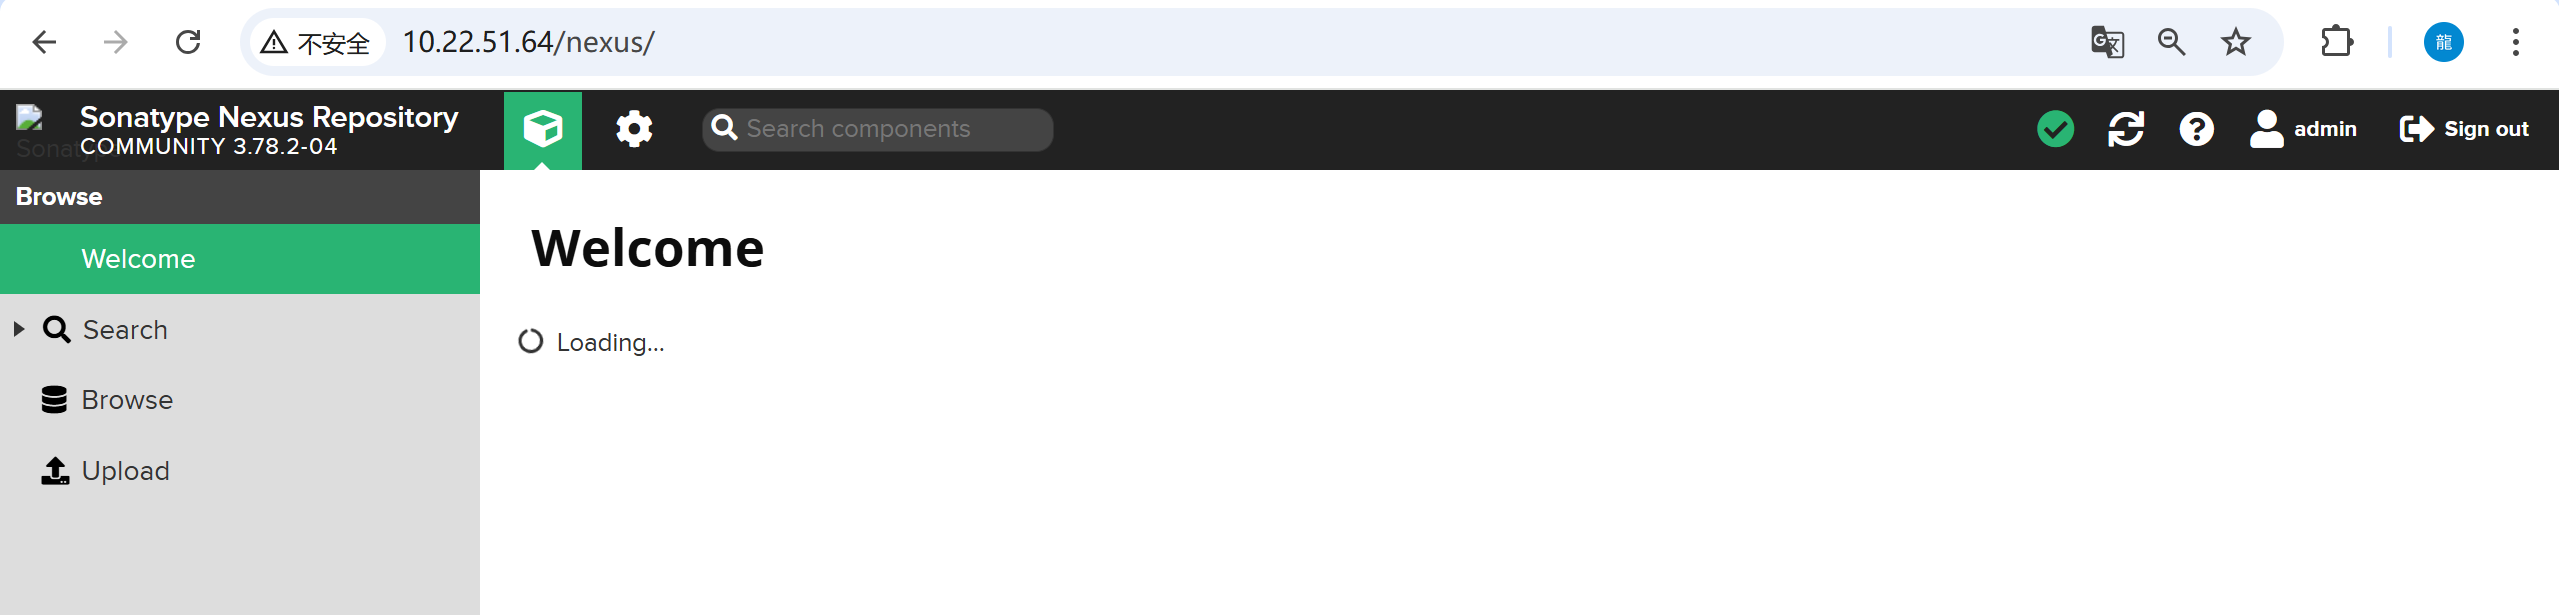 不安全 10.22.51.64/nexus/
龍
Sonatype Nexus Repository
COMMUNITY 3.78.2-04
Sonatype
Search components
admin
Sign out
Browse
Welcome
Search
Browse
Upload
Welcome
Loading...